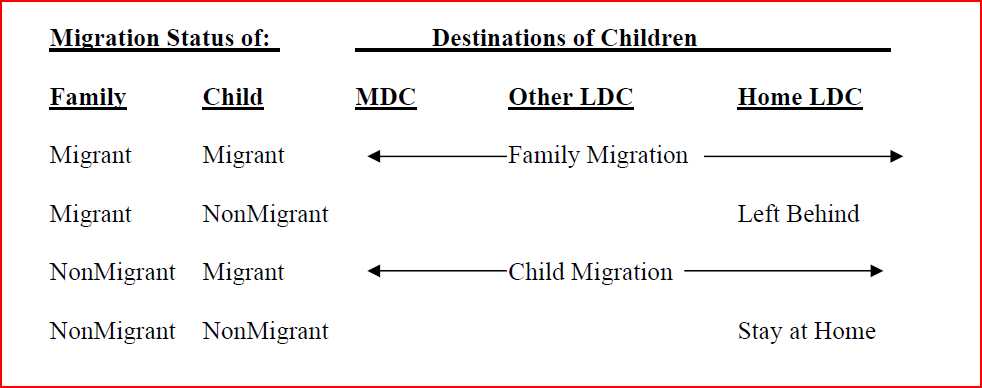 Migration Status of: Destinations of Children
Family Child MDC Other LDC Home LDC
Migrant Migrant Family Migration
Migrant NonMigrant Left Behind
NonMigrant Migrant Child Migration
NonMigrant NonMigrant Stay at Home